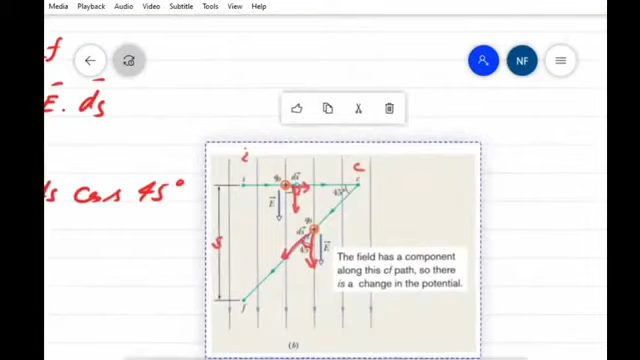 Media Playback Audio Video Subtitle Tools View Help
NF
f
E. ds
ds cos 45°
i
c
i q₀ ds c
E 45°
q₀
S
ds
45° E
The field has a component
along this cf path, so there
is a change in the potential.
f
(b)